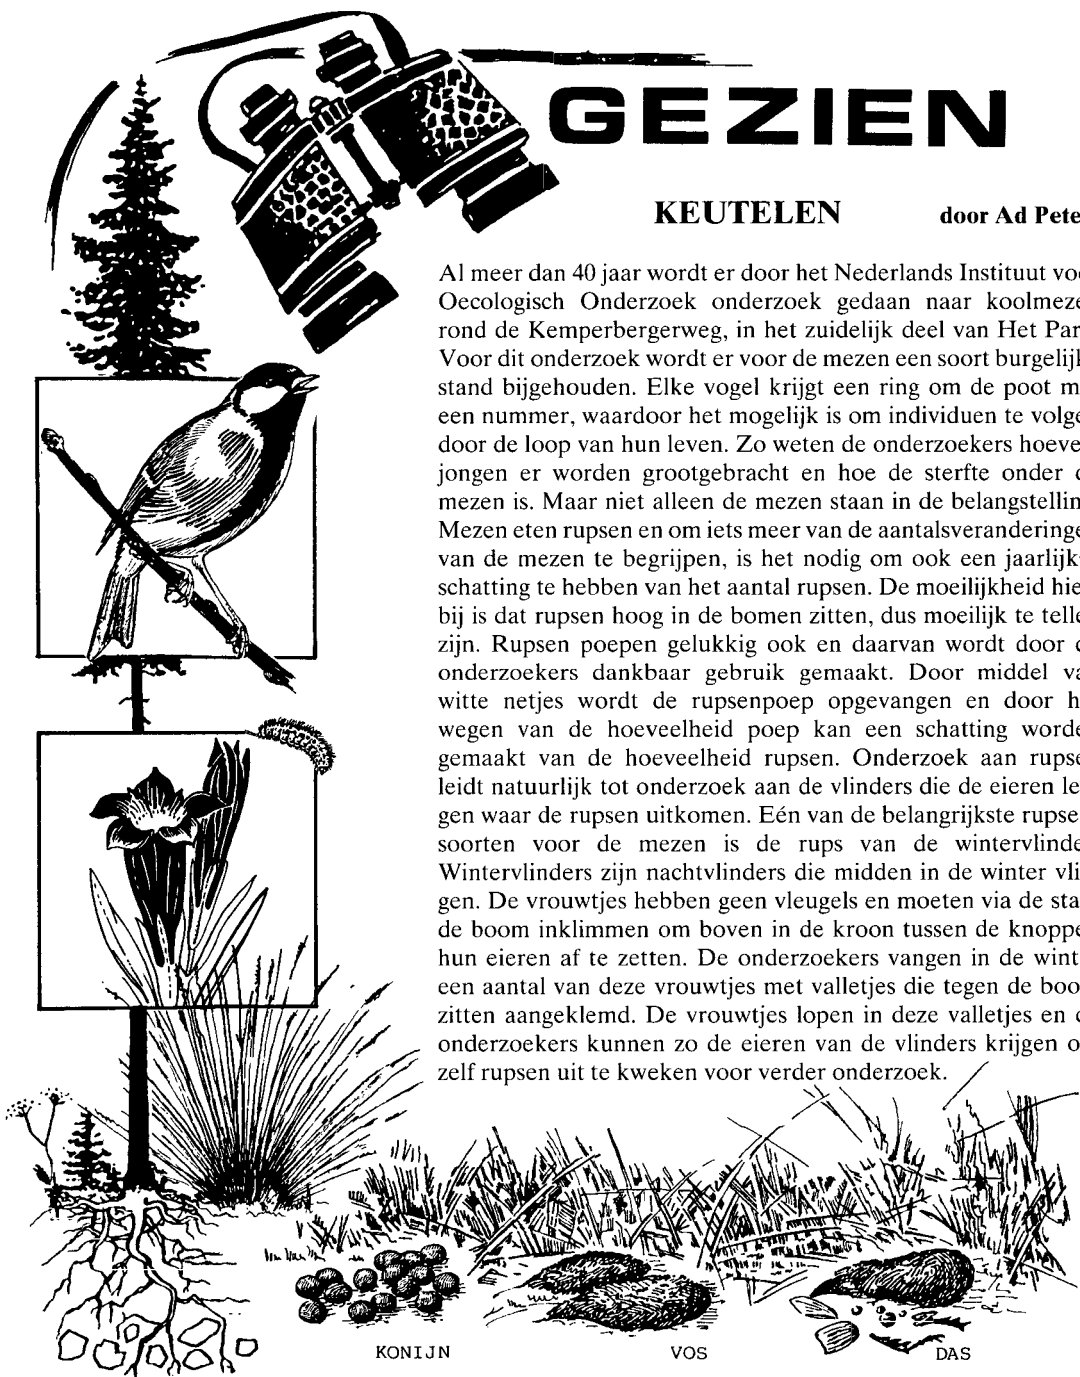 GEZIEN
KEUTELEN door Ad Pete
Al meer dan 40 jaar wordt er door het Nederlands Instituut voo
Oecologisch Onderzoek onderzoek gedaan naar koolmeze
rond de Kemperbergerweg, in het zuidelijk deel van Het Par
Voor dit onderzoek wordt er voor de mezen een soort burgelijk
stand bijgehouden. Elke vogel krijgt een ring om de poot m
een nummer, waardoor het mogelijk is om individuen te volge
door de loop van hun leven. Zo weten de onderzoekers hoeve
jongen er worden grootgebracht en hoe de sterfte onder d
mezen is. Maar niet alleen de mezen staan in de belangstellin
Mezen eten rupsen en om iets meer van de aantalsveranderinge
van de mezen te begrijpen, is het nodig om ook een jaarlijk
schatting te hebben van het aantal rupsen. De moeilijkheid hie
bij is dat rupsen hoog in de bomen zitten, dus moeilijk te telle
zijn. Rupsen poepen gelukkig ook en daarvan wordt door d
onderzoekers dankbaar gebruik gemaakt. Door middel va
witte netjes wordt de rupsenpoep opgevangen en door h
wegen van de hoeveelheid poep kan een schatting worde
gemaakt van de hoeveelheid rupsen. Onderzoek aan rupse
leidt natuurlijk tot onderzoek aan de vlinders die de eieren le
gen waar de rupsen uitkomen. Eén van de belangrijkste rupse
soorten voor de mezen is de rups van de wintervlinde
Wintervlinders zijn nachtvlinders die midden in de winter vli
gen. De vrouwtjes hebben geen vleugels en moeten via de sta
de boom inklimmen om boven in de kroon tussen de knoppe
hun eieren af te zetten. De onderzoekers vangen in de wint
een aantal van deze vrouwtjes met valletjes die tegen de boo
zitten aangeklemd. De vrouwtjes lopen in deze valletjes en d
onderzoekers kunnen zo de eieren van de vlinders krijgen o
zelf rupsen uit te kweken voor verder onderzoek.
KONIJN VOS DAS